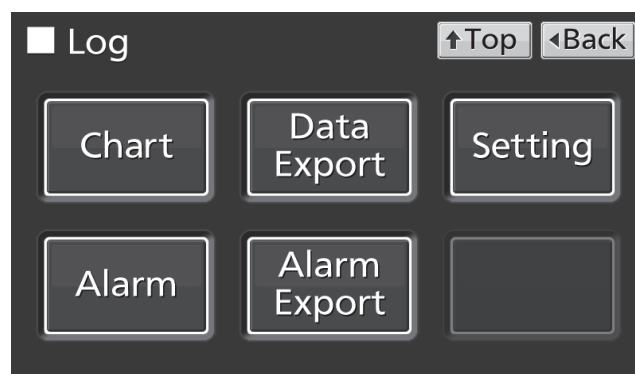 Log
↑Top
◂Back
Chart
Data
Export
Setting
Alarm
Alarm
Export